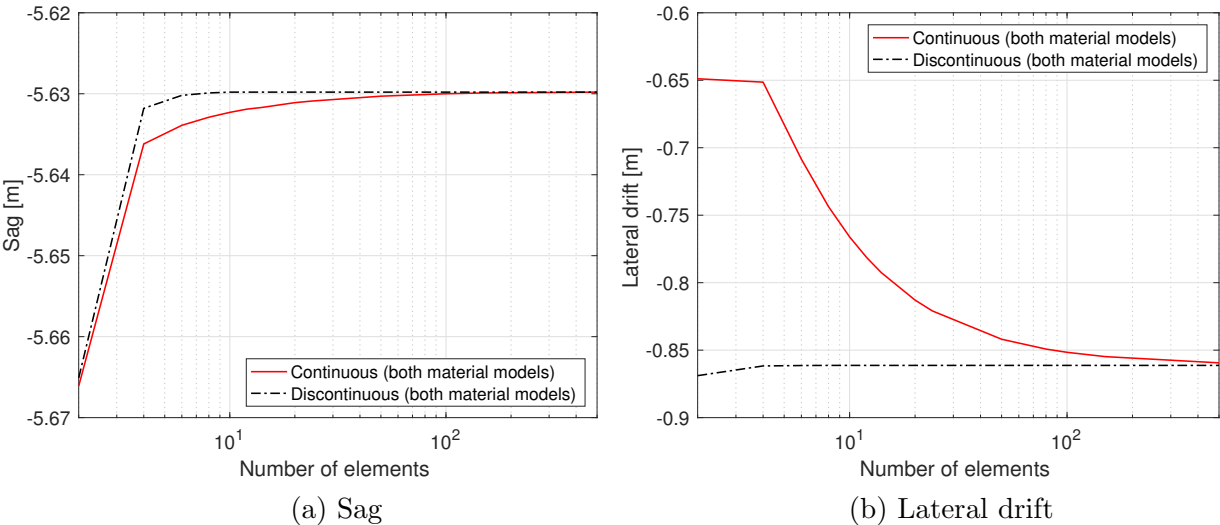 -5.62
-5.63
-5.64
-5.65
-5.66
-5.67
Sag [m]
10^1
10^2
Number of elements
Continuous (both material models)
Discontinuous (both material models)
(a) Sag
-0.6
-0.65
-0.7
-0.75
-0.8
-0.85
-0.9
Lateral drift [m]
Continuous (both material models)
Discontinuous (both material models)
10^1
10^2
Number of elements
(b) Lateral drift